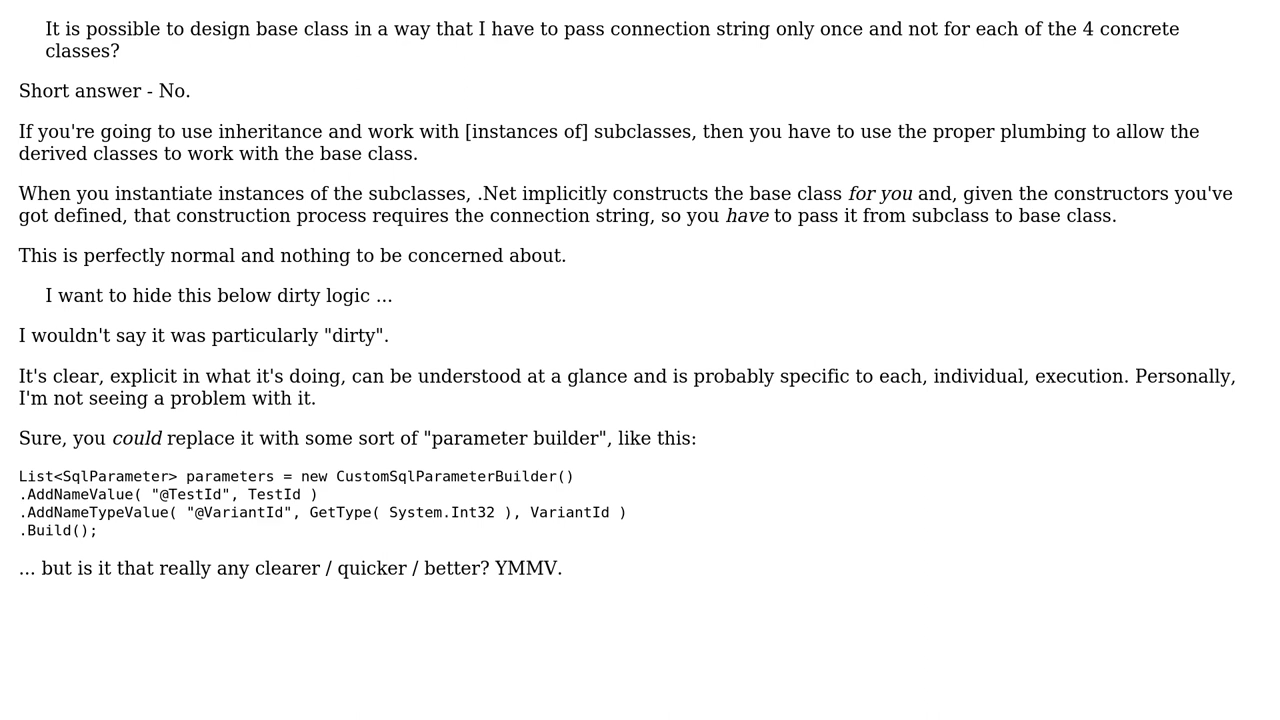 It is possible to design base class in a way that I have to pass connection string only once and not for each of the 4 concrete
classes?
Short answer - No.
If you're going to use inheritance and work with [instances of] subclasses, then you have to use the proper plumbing to allow the
derived classes to work with the base class.
When you instantiate instances of the subclasses, .Net implicitly constructs the base class for you and, given the constructors you've
got defined, that construction process requires the connection string, so you have to pass it from subclass to base class.
This is perfectly normal and nothing to be concerned about.
I want to hide this below dirty logic ...
I wouldn't say it was particularly "dirty".
It's clear, explicit in what it's doing, can be understood at a glance and is probably specific to each, individual, execution. Personally,
I'm not seeing a problem with it.
Sure, you could replace it with some sort of "parameter builder", like this:
List<SqlParameter> parameters = new CustomSqlParameterBuilder()
.AddNameValue( "@TestId", TestId )
.AddNameTypeValue( "@VariantId", GetType( System.Int32 ), VariantId )
.Build();
... but is it that really any clearer / quicker / better? YMMV.